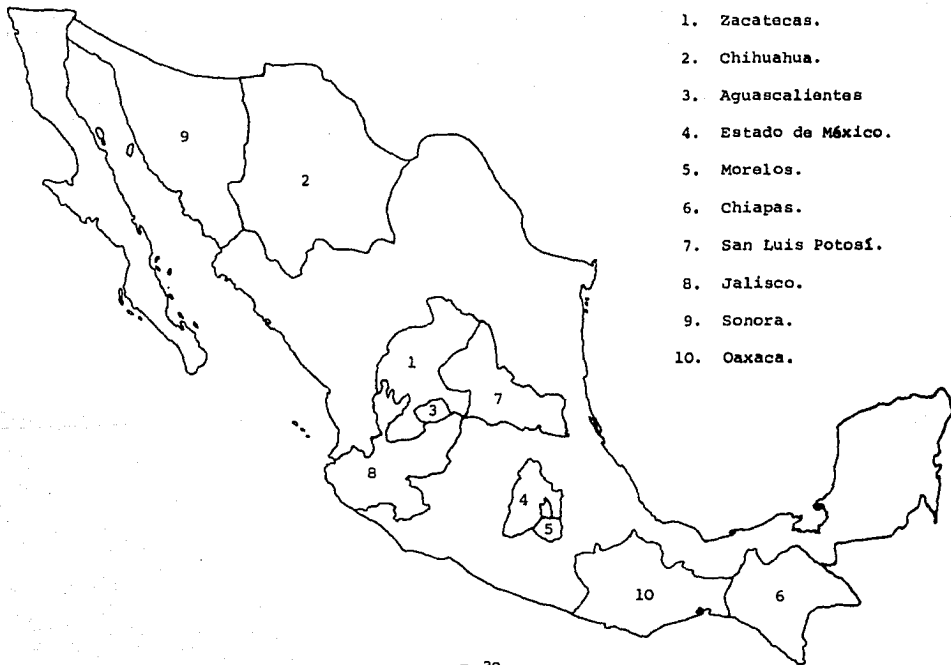 1. Zacatecas.
2. Chihuahua.
3. Aguascalientes
4. Estado de México.
5. Morelos.
6. Chiapas.
7. San Luis Potosí.
8. Jalisco.
9. Sonora.
10. Oaxaca.
9
2
1
7
3
8
4
5
10
6